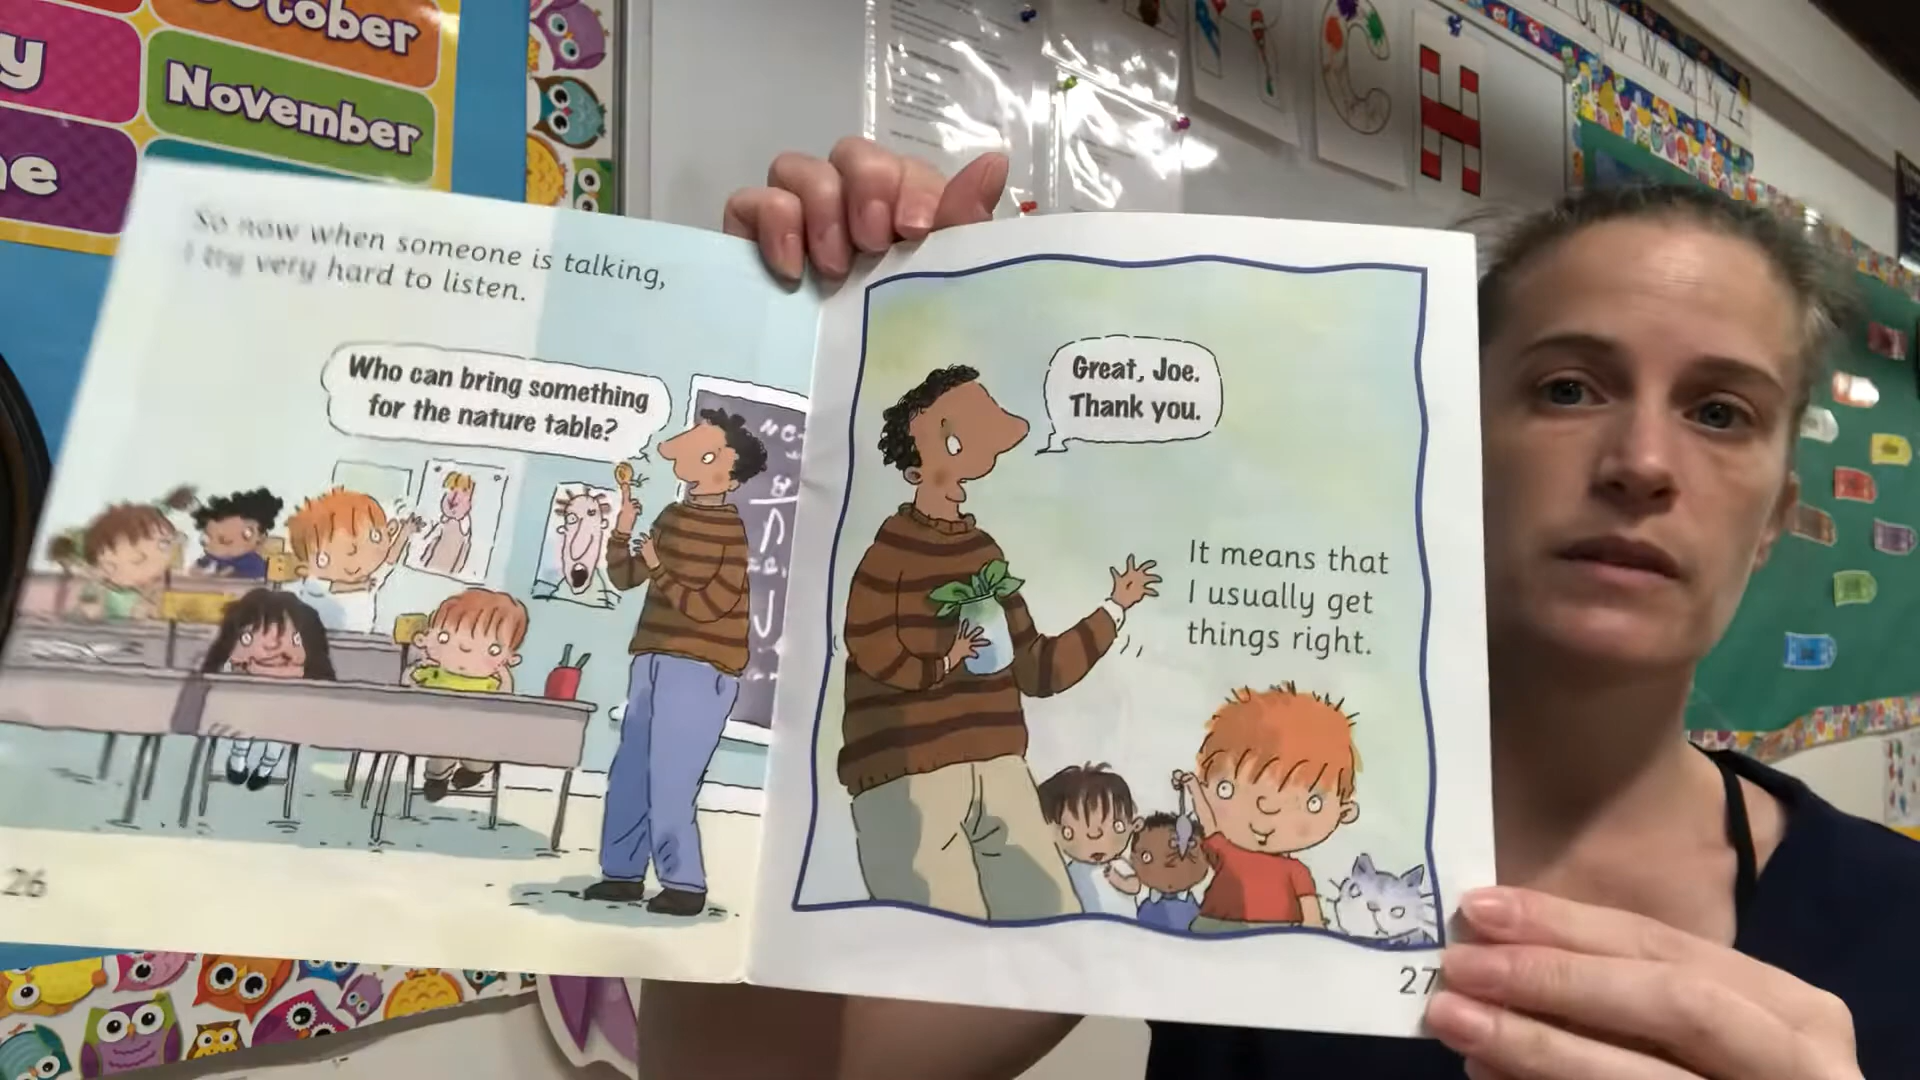 October
November
y
ne
So now when someone is talking,
I try very hard to listen.
Who can bring something
for the nature table?
26
Great, Joe.
Thank you.
It means that
I usually get
things right.
27
R
C
H
Uu Vv Ww Xx Yy Zz